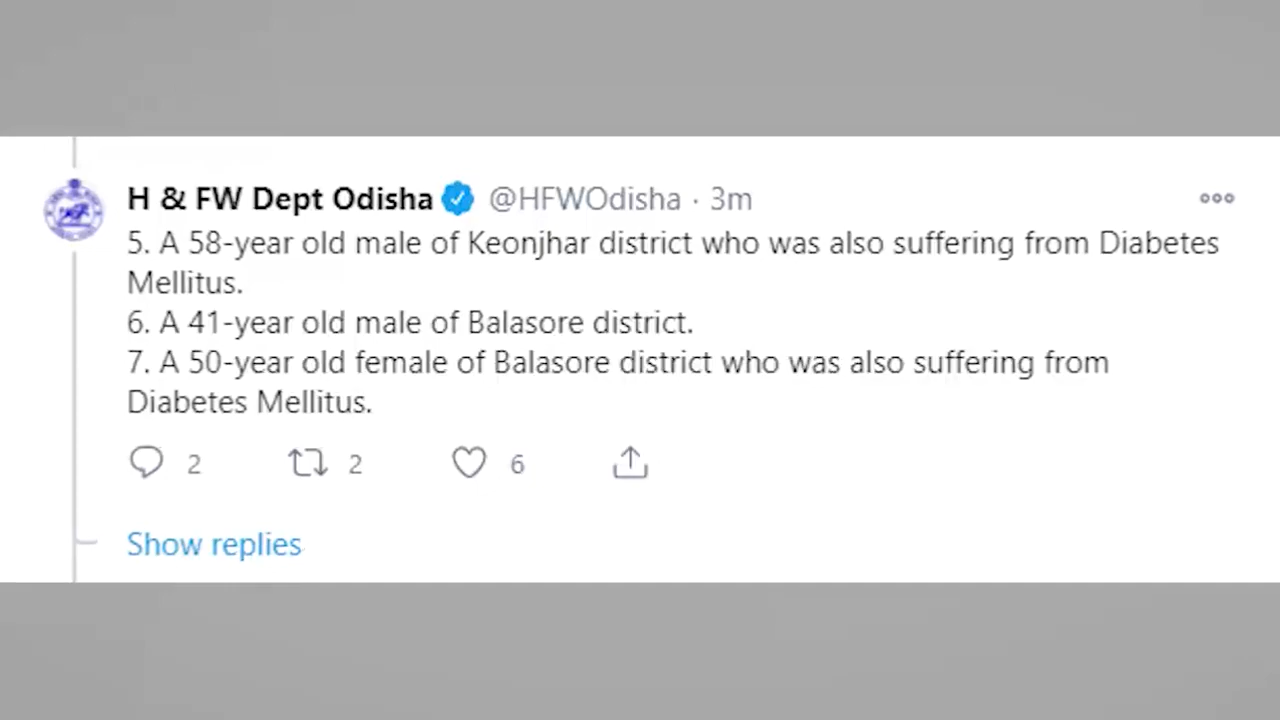 H & FW Dept Odisha @HFWOdisha · 3m
5. A 58-year old male of Keonjhar district who was also suffering from Diabetes
Mellitus.
6. A 41-year old male of Balasore district.
7. A 50-year old female of Balasore district who was also suffering from
Diabetes Mellitus.
2 2 6
Show replies